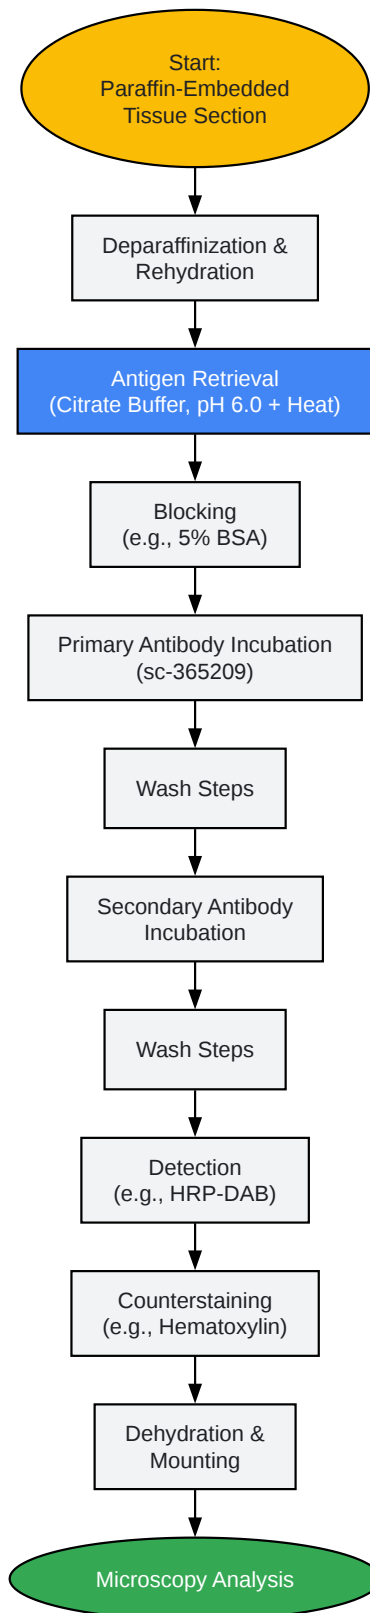 Start:
Paraffin-Embedded
Tissue Section
Deparaffinization &
Rehydration
Antigen Retrieval
(Citrate Buffer, pH 6.0 + Heat)
Blocking
(e.g., 5% BSA)
Primary Antibody Incubation
(sc-365209)
Wash Steps
Secondary Antibody
Incubation
Wash Steps
Detection
(e.g., HRP-DAB)
Counterstaining
(e.g., Hematoxylin)
Dehydration &
Mounting
Microscopy Analysis